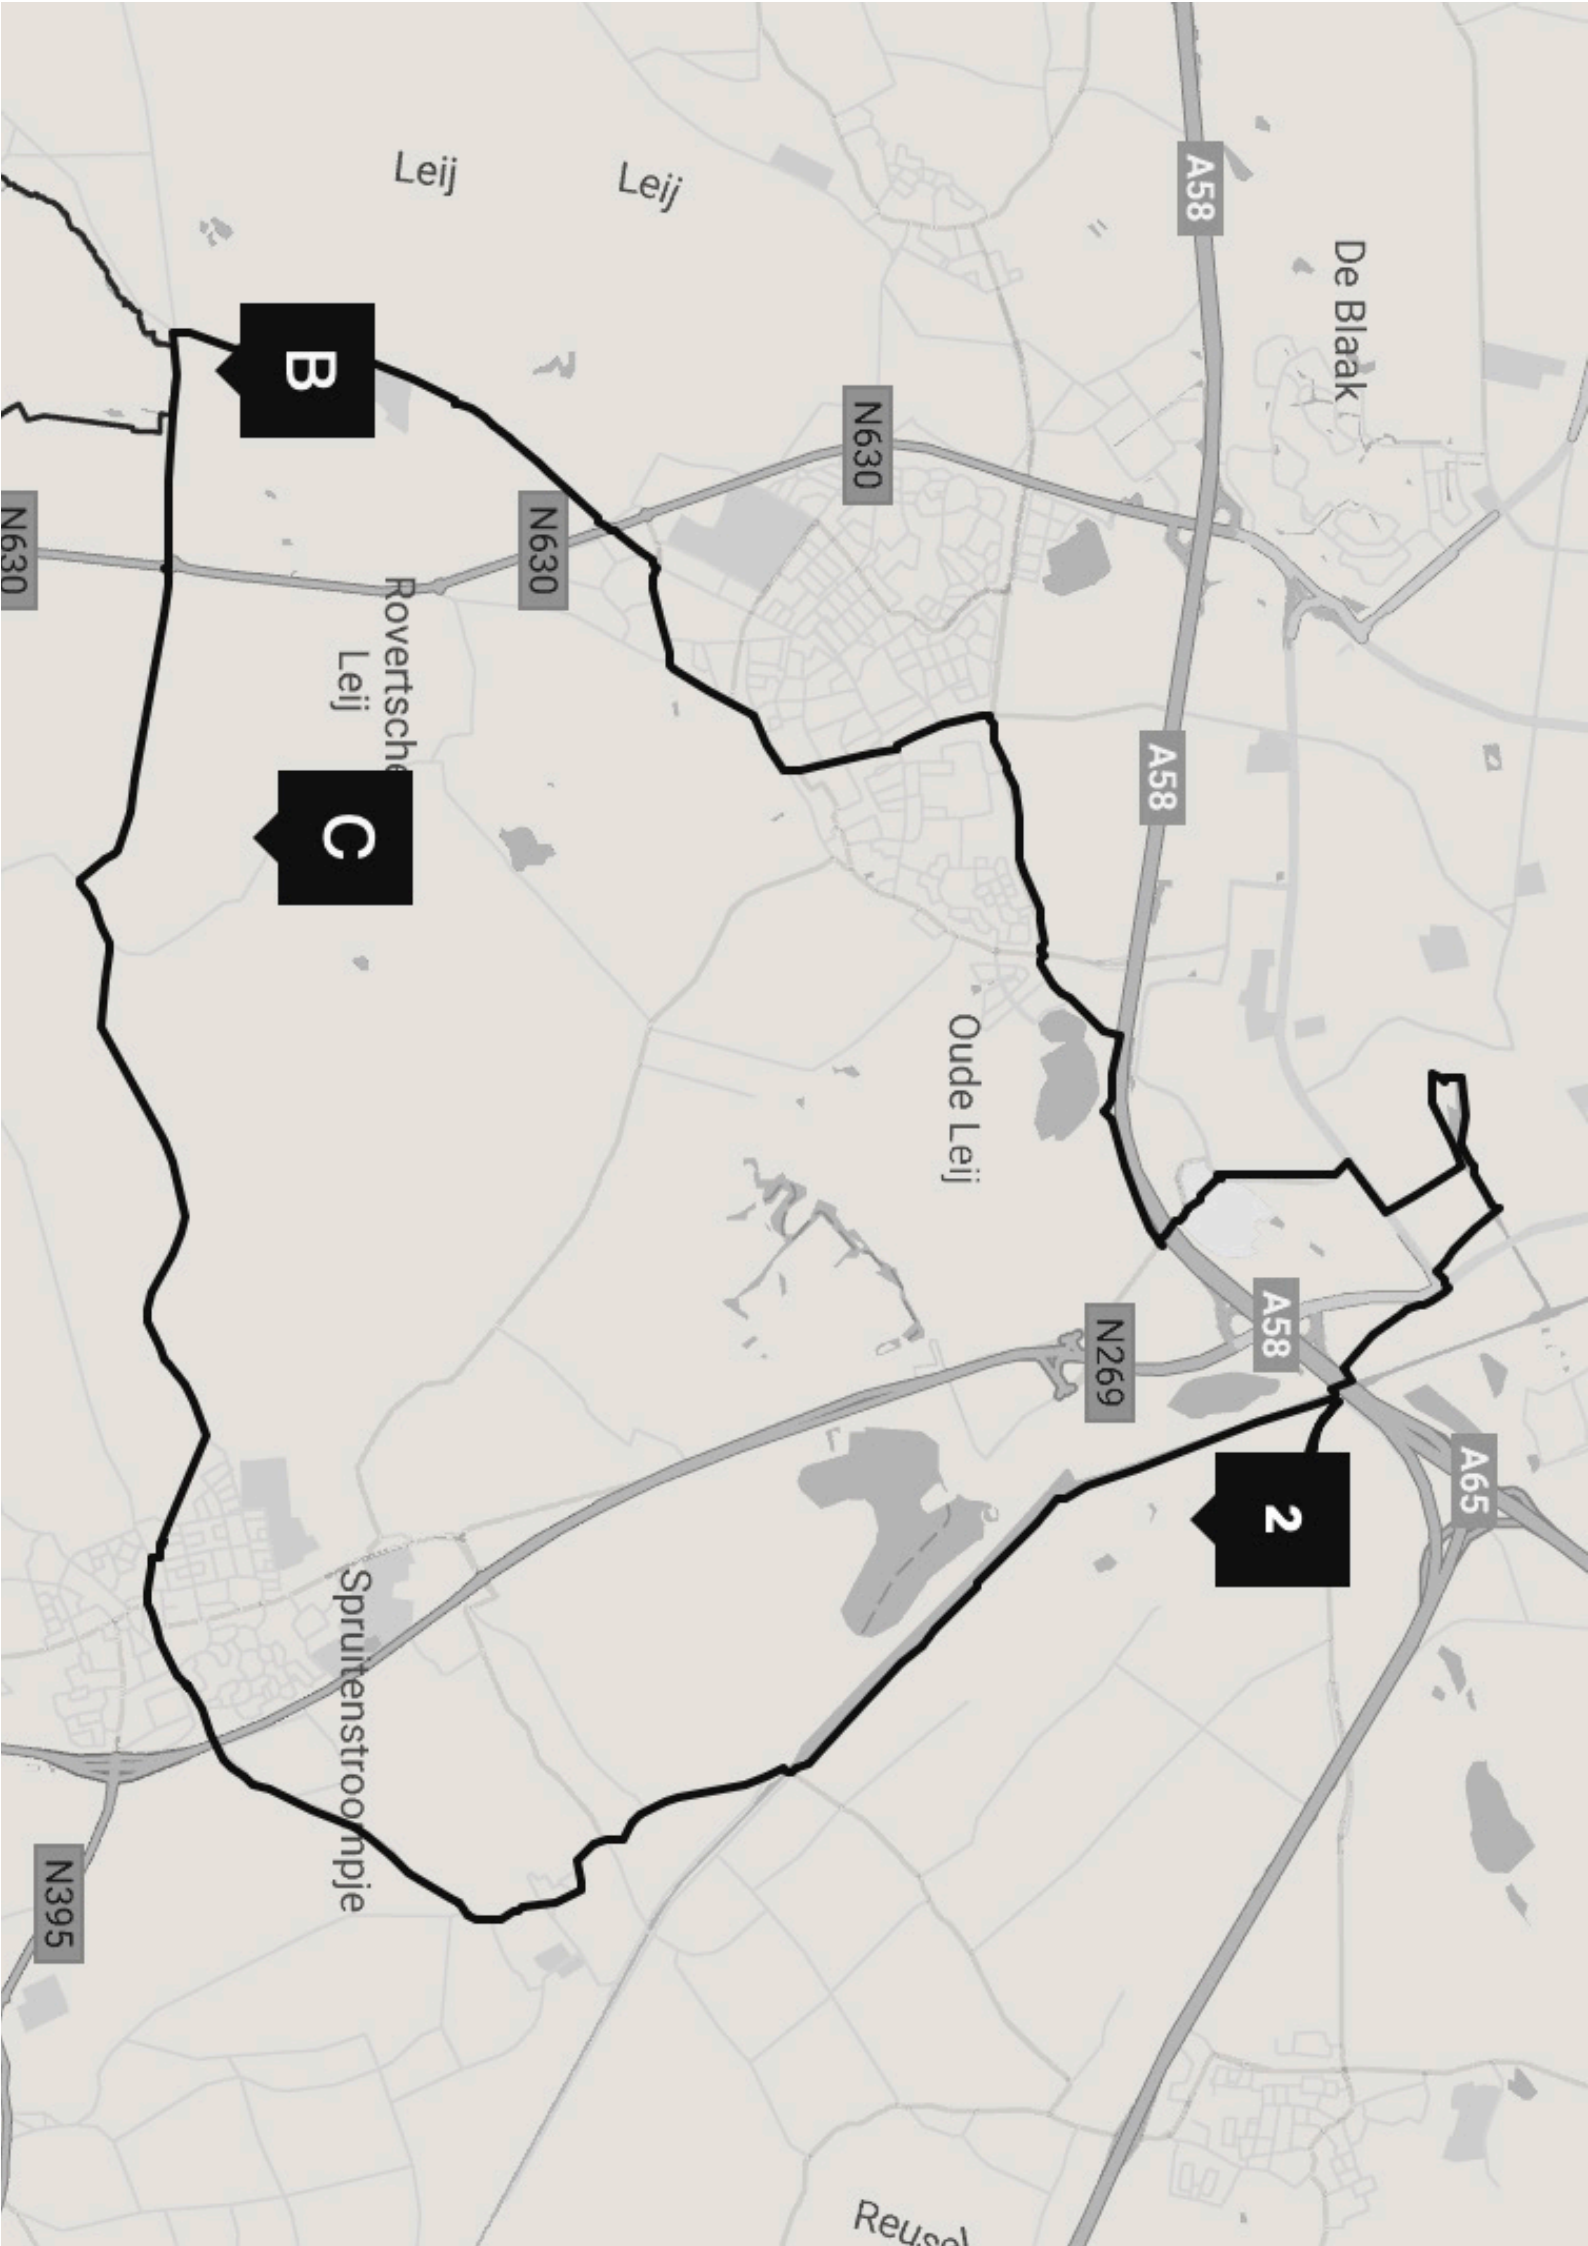 A65
De Blaak
2
A58
A58
A58
N269
Oude Leij
Reusel
N630
Leij
N630
Leij
Rovertsche
Leij
C
Spruitenstroompje
B
N395
N630